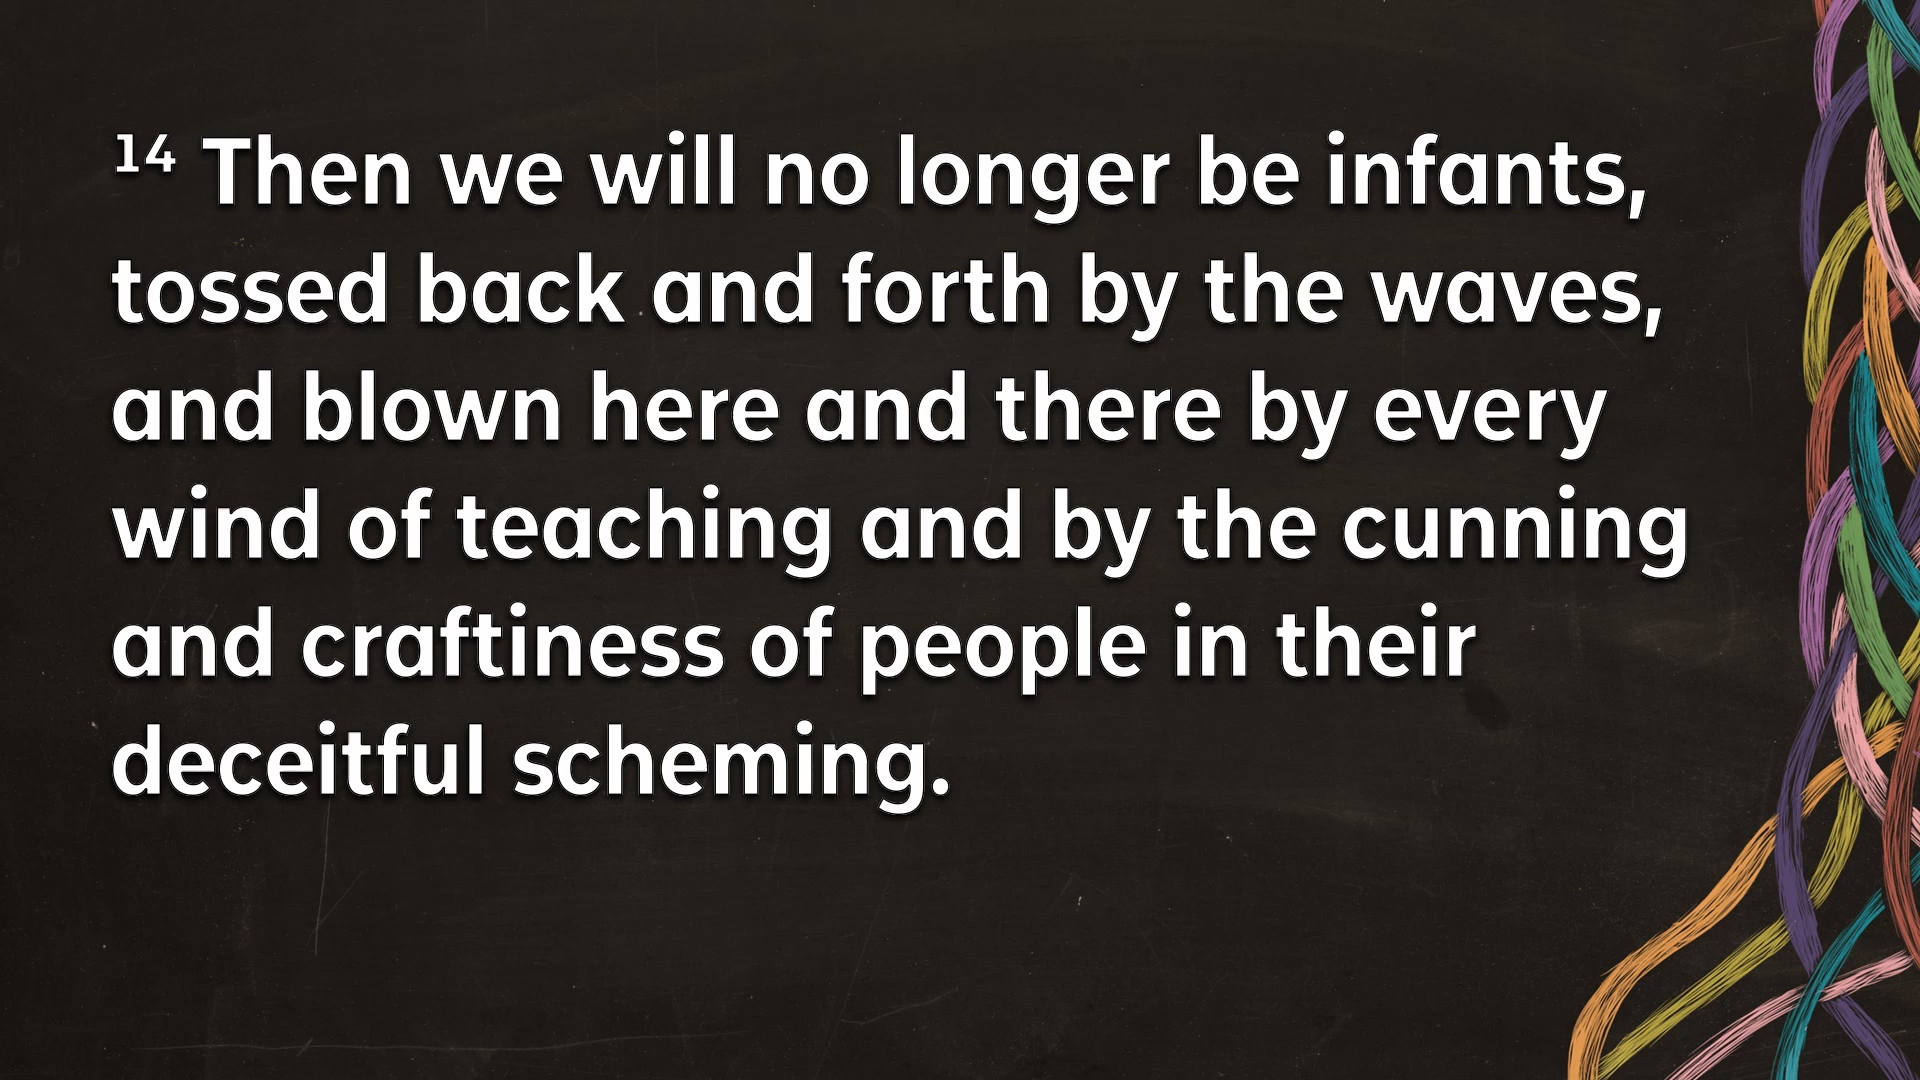 ¹⁴ Then we will no longer be infants,
tossed back and forth by the waves,
and blown here and there by every
wind of teaching and by the cunning
and craftiness of people in their
deceitful scheming.